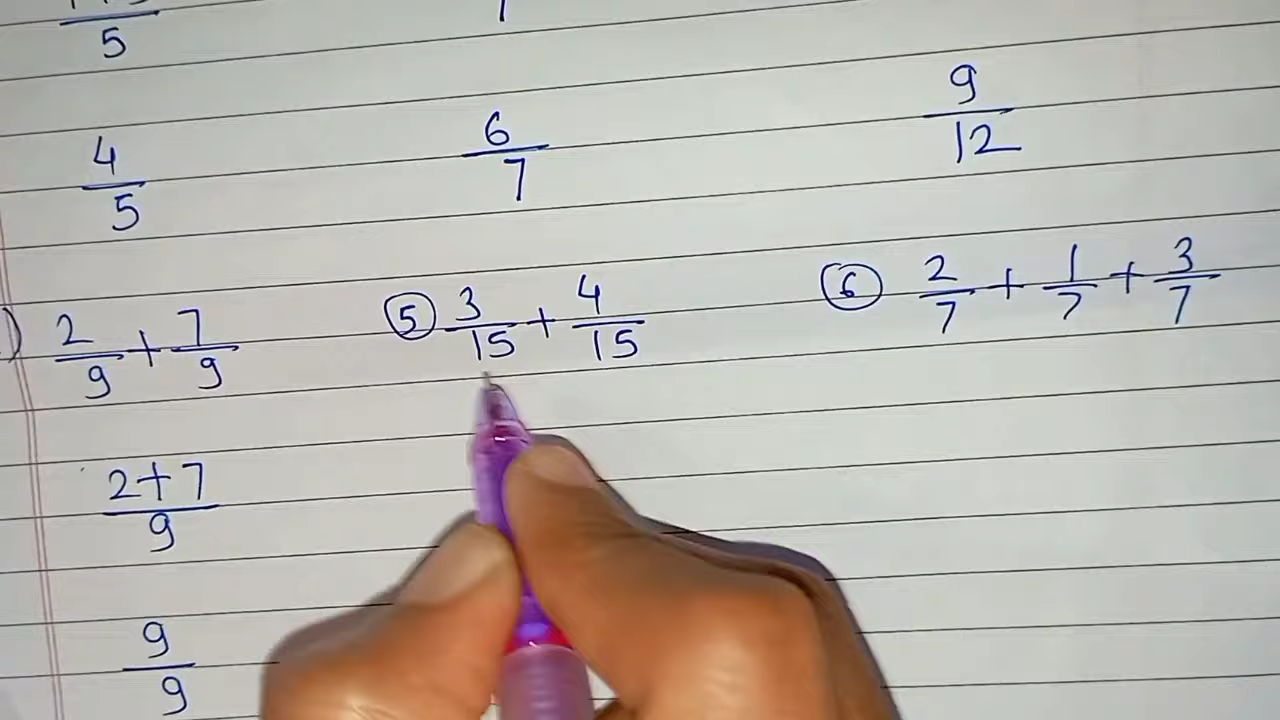 5
4/5
6/7
9/12
) 2/9 + 7/9
⑤ 3/15 + 4/15
⑥ 2/7 + 1/7 + 3/7
2+7/9
9/9